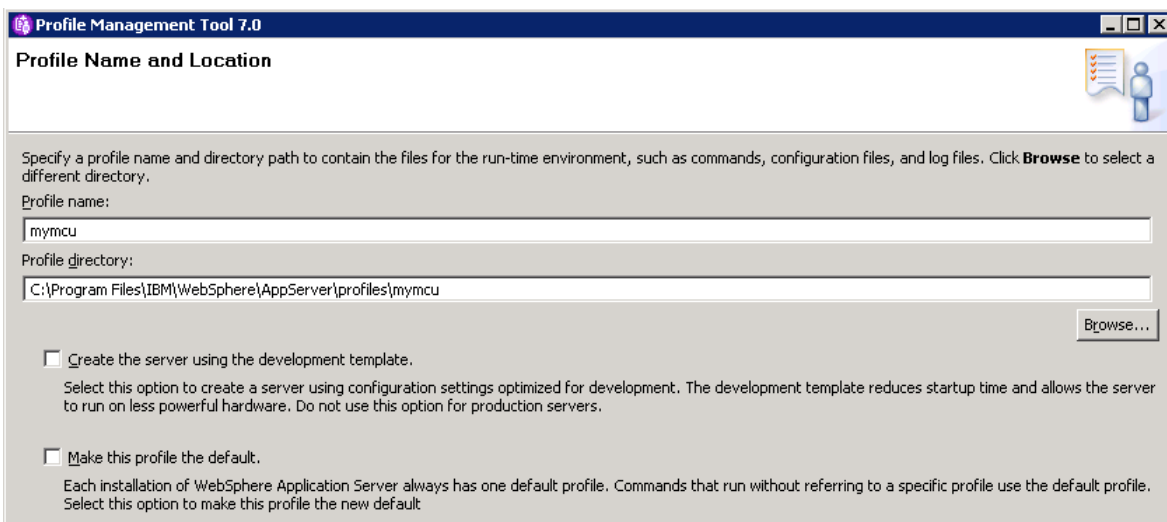 Profile Management Tool 7.0
Profile Name and Location
Specify a profile name and directory path to contain the files for the run-time environment, such as commands, configuration files, and log files. Click Browse to select a
different directory.
Profile name:
mymcu
Profile directory:
C:\Program Files\IBM\WebSphere\AppServer\profiles\mymcu
Browse...
Create the server using the development template.
Select this option to create a server using configuration settings optimized for development. The development template reduces startup time and allows the server
to run on less powerful hardware. Do not use this option for production servers.
Make this profile the default.
Each installation of WebSphere Application Server always has one default profile. Commands that run without referring to a specific profile use the default profile.
Select this option to make this profile the new default